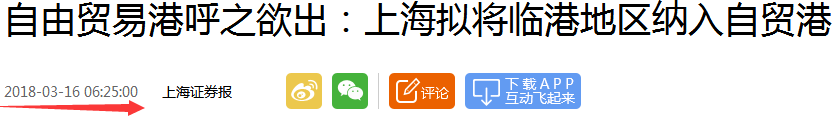 自由贸易港呼之欲出：上海拟将临港地区纳入自贸港
2018-03-16 06:25:00 上海证券报 评论 下载APP
互动飞起来